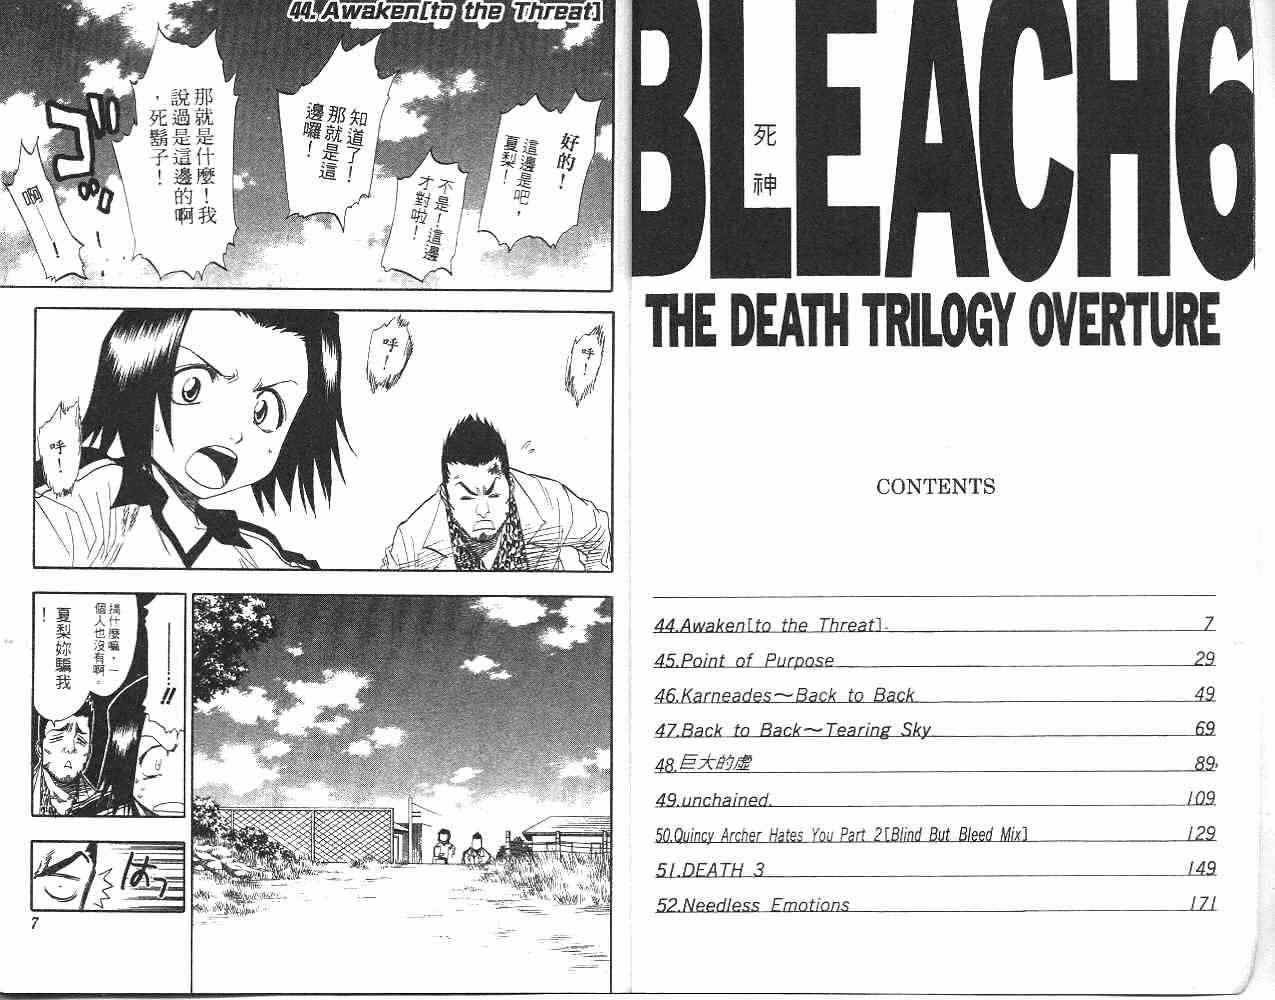 BLEACH6
死神
THE DEATH TRILOGY OVERTURE
CONTENTS
44.Awaken[to the Threat] 7
45.Point of Purpose 29
46.Karneades～Back to Back 49
47.Back to Back～Tearing Sky 69
48.巨大的虛 89
49.unchained. 109
50.Quincy Archer Hates You Part 2[Blind But Bleed Mix] 129
51.DEATH 3 149
52.Needless Emotions 171
44. Awaken[to the Threat]
好的！
這邊是吧，
夏梨！
不是！這邊
才對啦！
知道了！
那就是這
邊囉！
那就是什麼！我
說過是這邊的啊
，死鬍子！
啊！
呼！
呼！
呼！
！！
搞什麼嘛，一
個人也沒有啊。
夏梨妳騙我
！
はっ
7